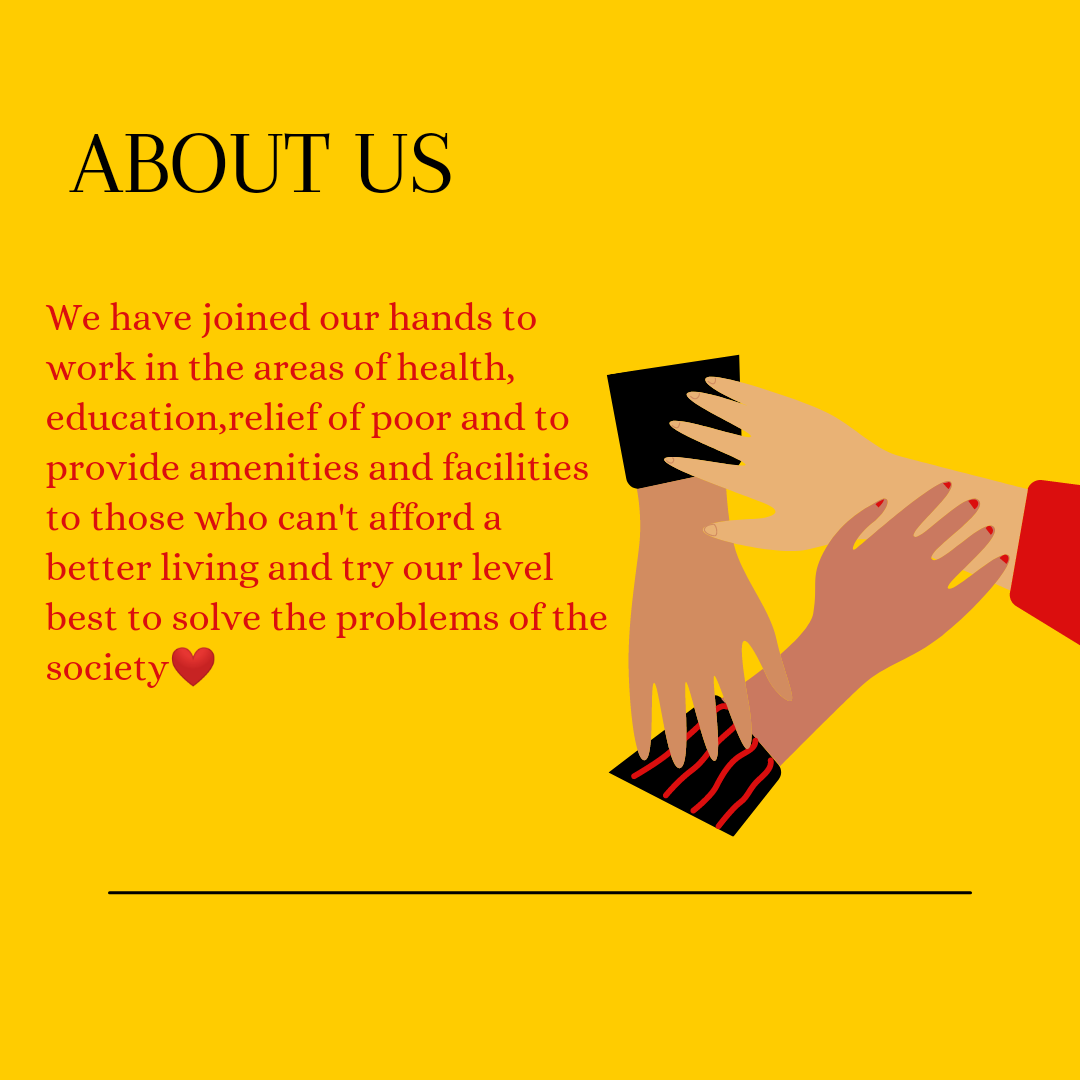 ABOUT US
We have joined our hands to
work in the areas of health,
education,relief of poor and to
provide amenities and facilities
to those who can't afford a
better living and try our level
best to solve the problems of the
society❤️